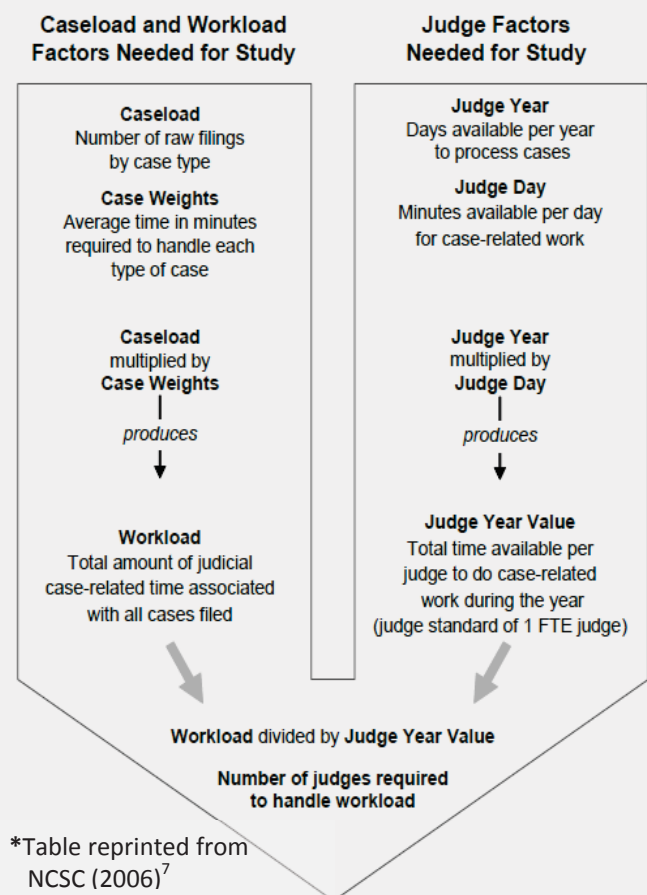 Caseload and Workload
Factors Needed for Study
Caseload
Number of raw filings
by case type
Case Weights
Average time in minutes
required to handle each
type of case
Caseload
multiplied by
Case Weights
produces
Workload
Total amount of judicial
case-related time associated
with all cases filed
Judge Factors
Needed for Study
Judge Year
Days available per year
to process cases
Judge Day
Minutes available per day
for case-related work
Judge Year
multiplied by
Judge Day
produces
Judge Year Value
Total time available per
judge to do case-related
work during the year
(judge standard of 1 FTE judge)
Workload divided by Judge Year Value
Number of judges required
to handle workload
*Table reprinted from
NCSC (2006)7